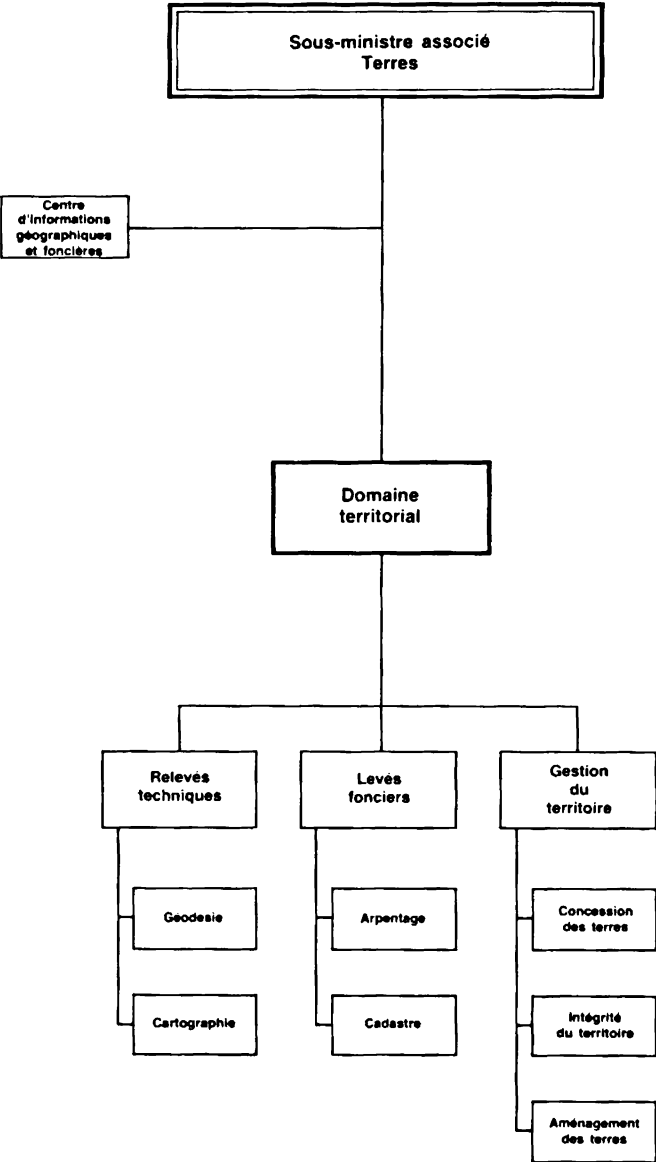 Sous-ministre associé
Terres
Centre
d'informations
géographiques
et foncières
Domaine
territorial
Relevés
techniques
Levés
fonciers
Gestion
du
territoire
Géodésie
Arpentage
Concession
des terres
Cartographie
Cadastre
Intégrité
du territoire
Aménagement
des terres